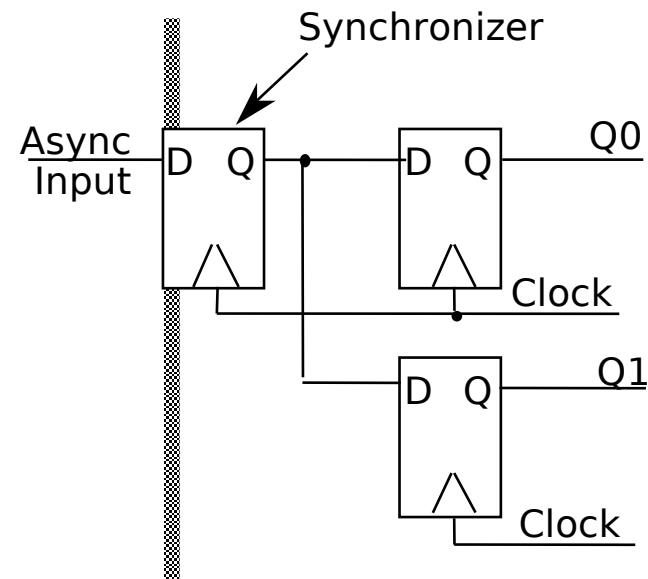 Synchronizer
Async
Input
D Q
D Q
Q0
Clock
D Q
Q1
Clock